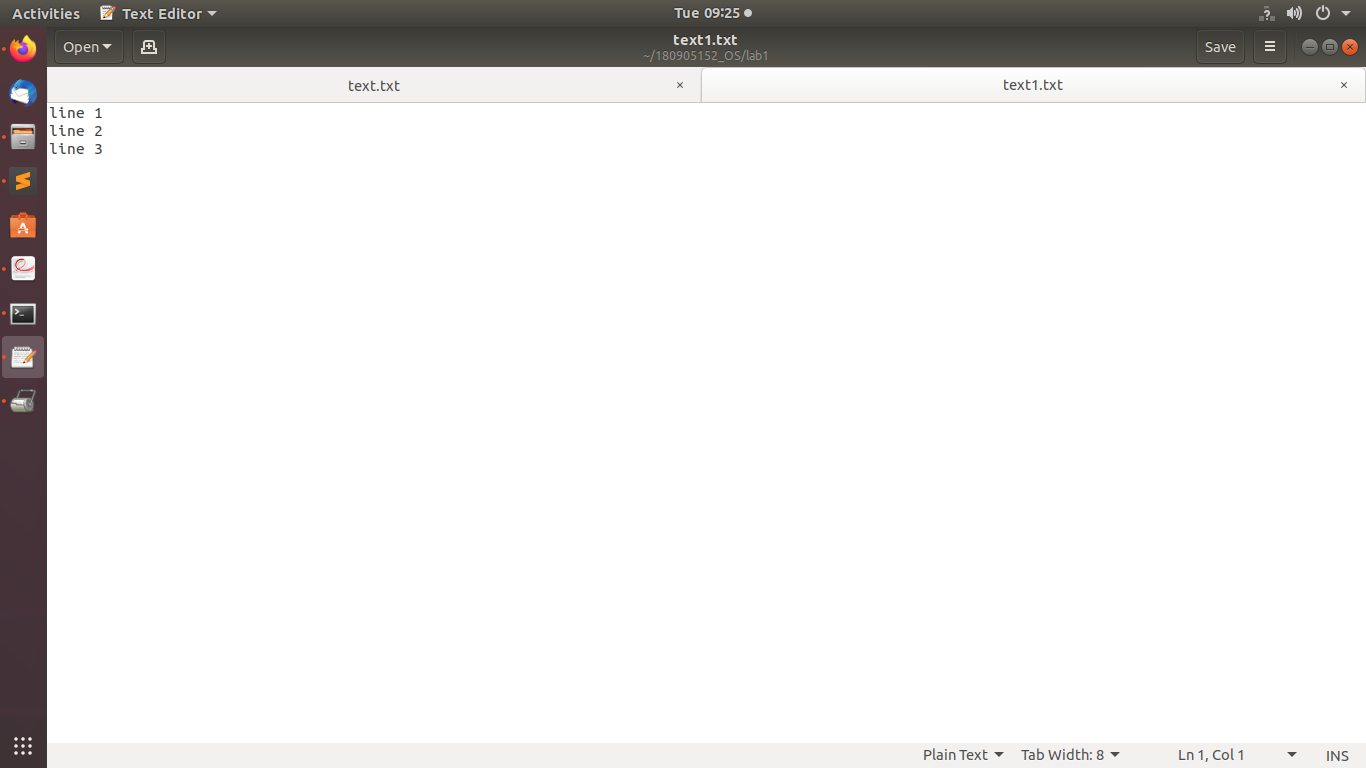 Activities Text Editor Tue 09:25
Open text1.txt Save
~/180905152_OS/lab1
text.txt text1.txt
line 1
line 2
line 3
Plain Text Tab Width: 8 Ln 1, Col 1 INS